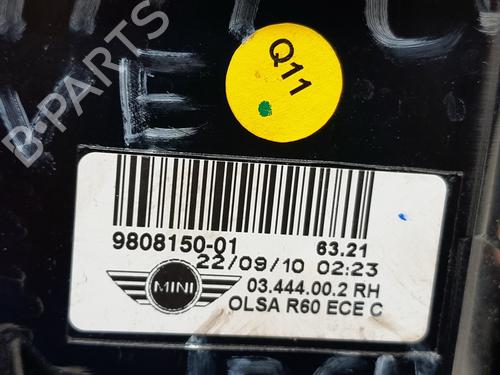 Q11
B-PARTS
9808150-01 63.21
22/09/10 02:23
MINI
03.444.00.2 RH
OLSA R60 ECE C